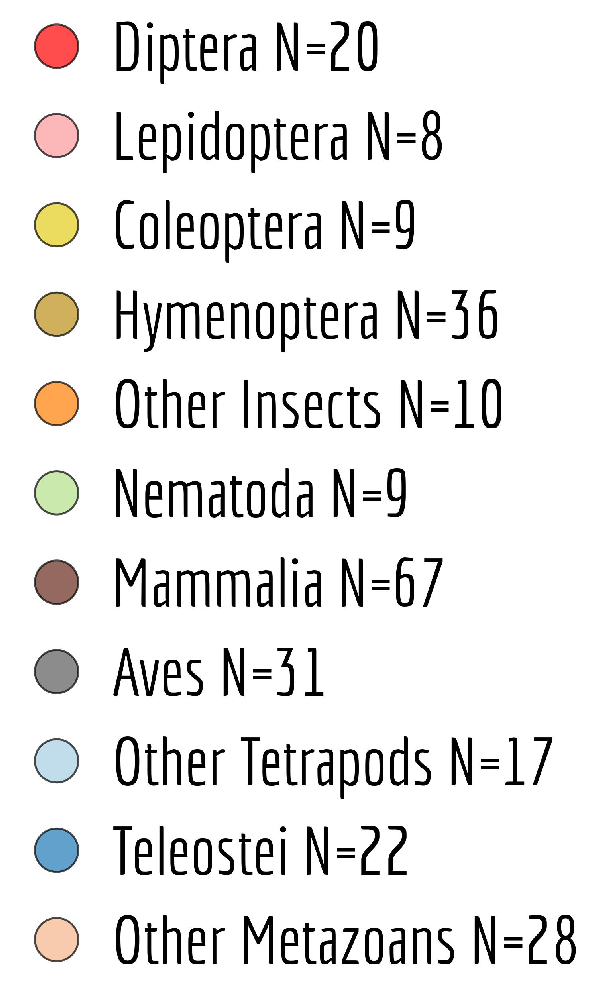 Diptera N=20
Lepidoptera N=8
Coleoptera N=9
Hymenoptera N=36
Other Insects N=10
Nematoda N=9
Mammalia N=67
Aves N=31
Other Tetrapods N=17
Teleostei N=22
Other Metazoans N=28